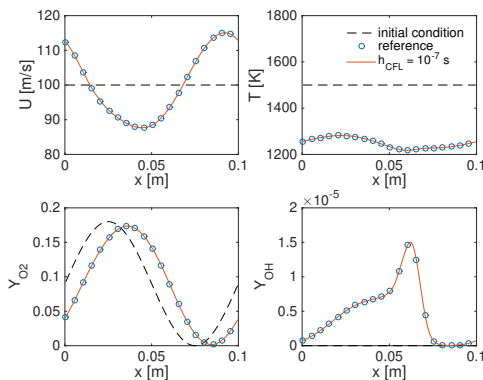 120
110
100
90
80
U [m/s]
0
0.05
0.1
x [m]
1800
1600
1400
1200
T [K]
initial condition
reference
h_CFL = 10^-7 s
0
0.05
0.1
x [m]
0.2
0.15
0.1
0.05
0
Y_O2
0
0.05
0.1
x [m]
× 10^-5
2
1.5
1
0.5
0
Y_OH
0
0.05
0.1
x [m]